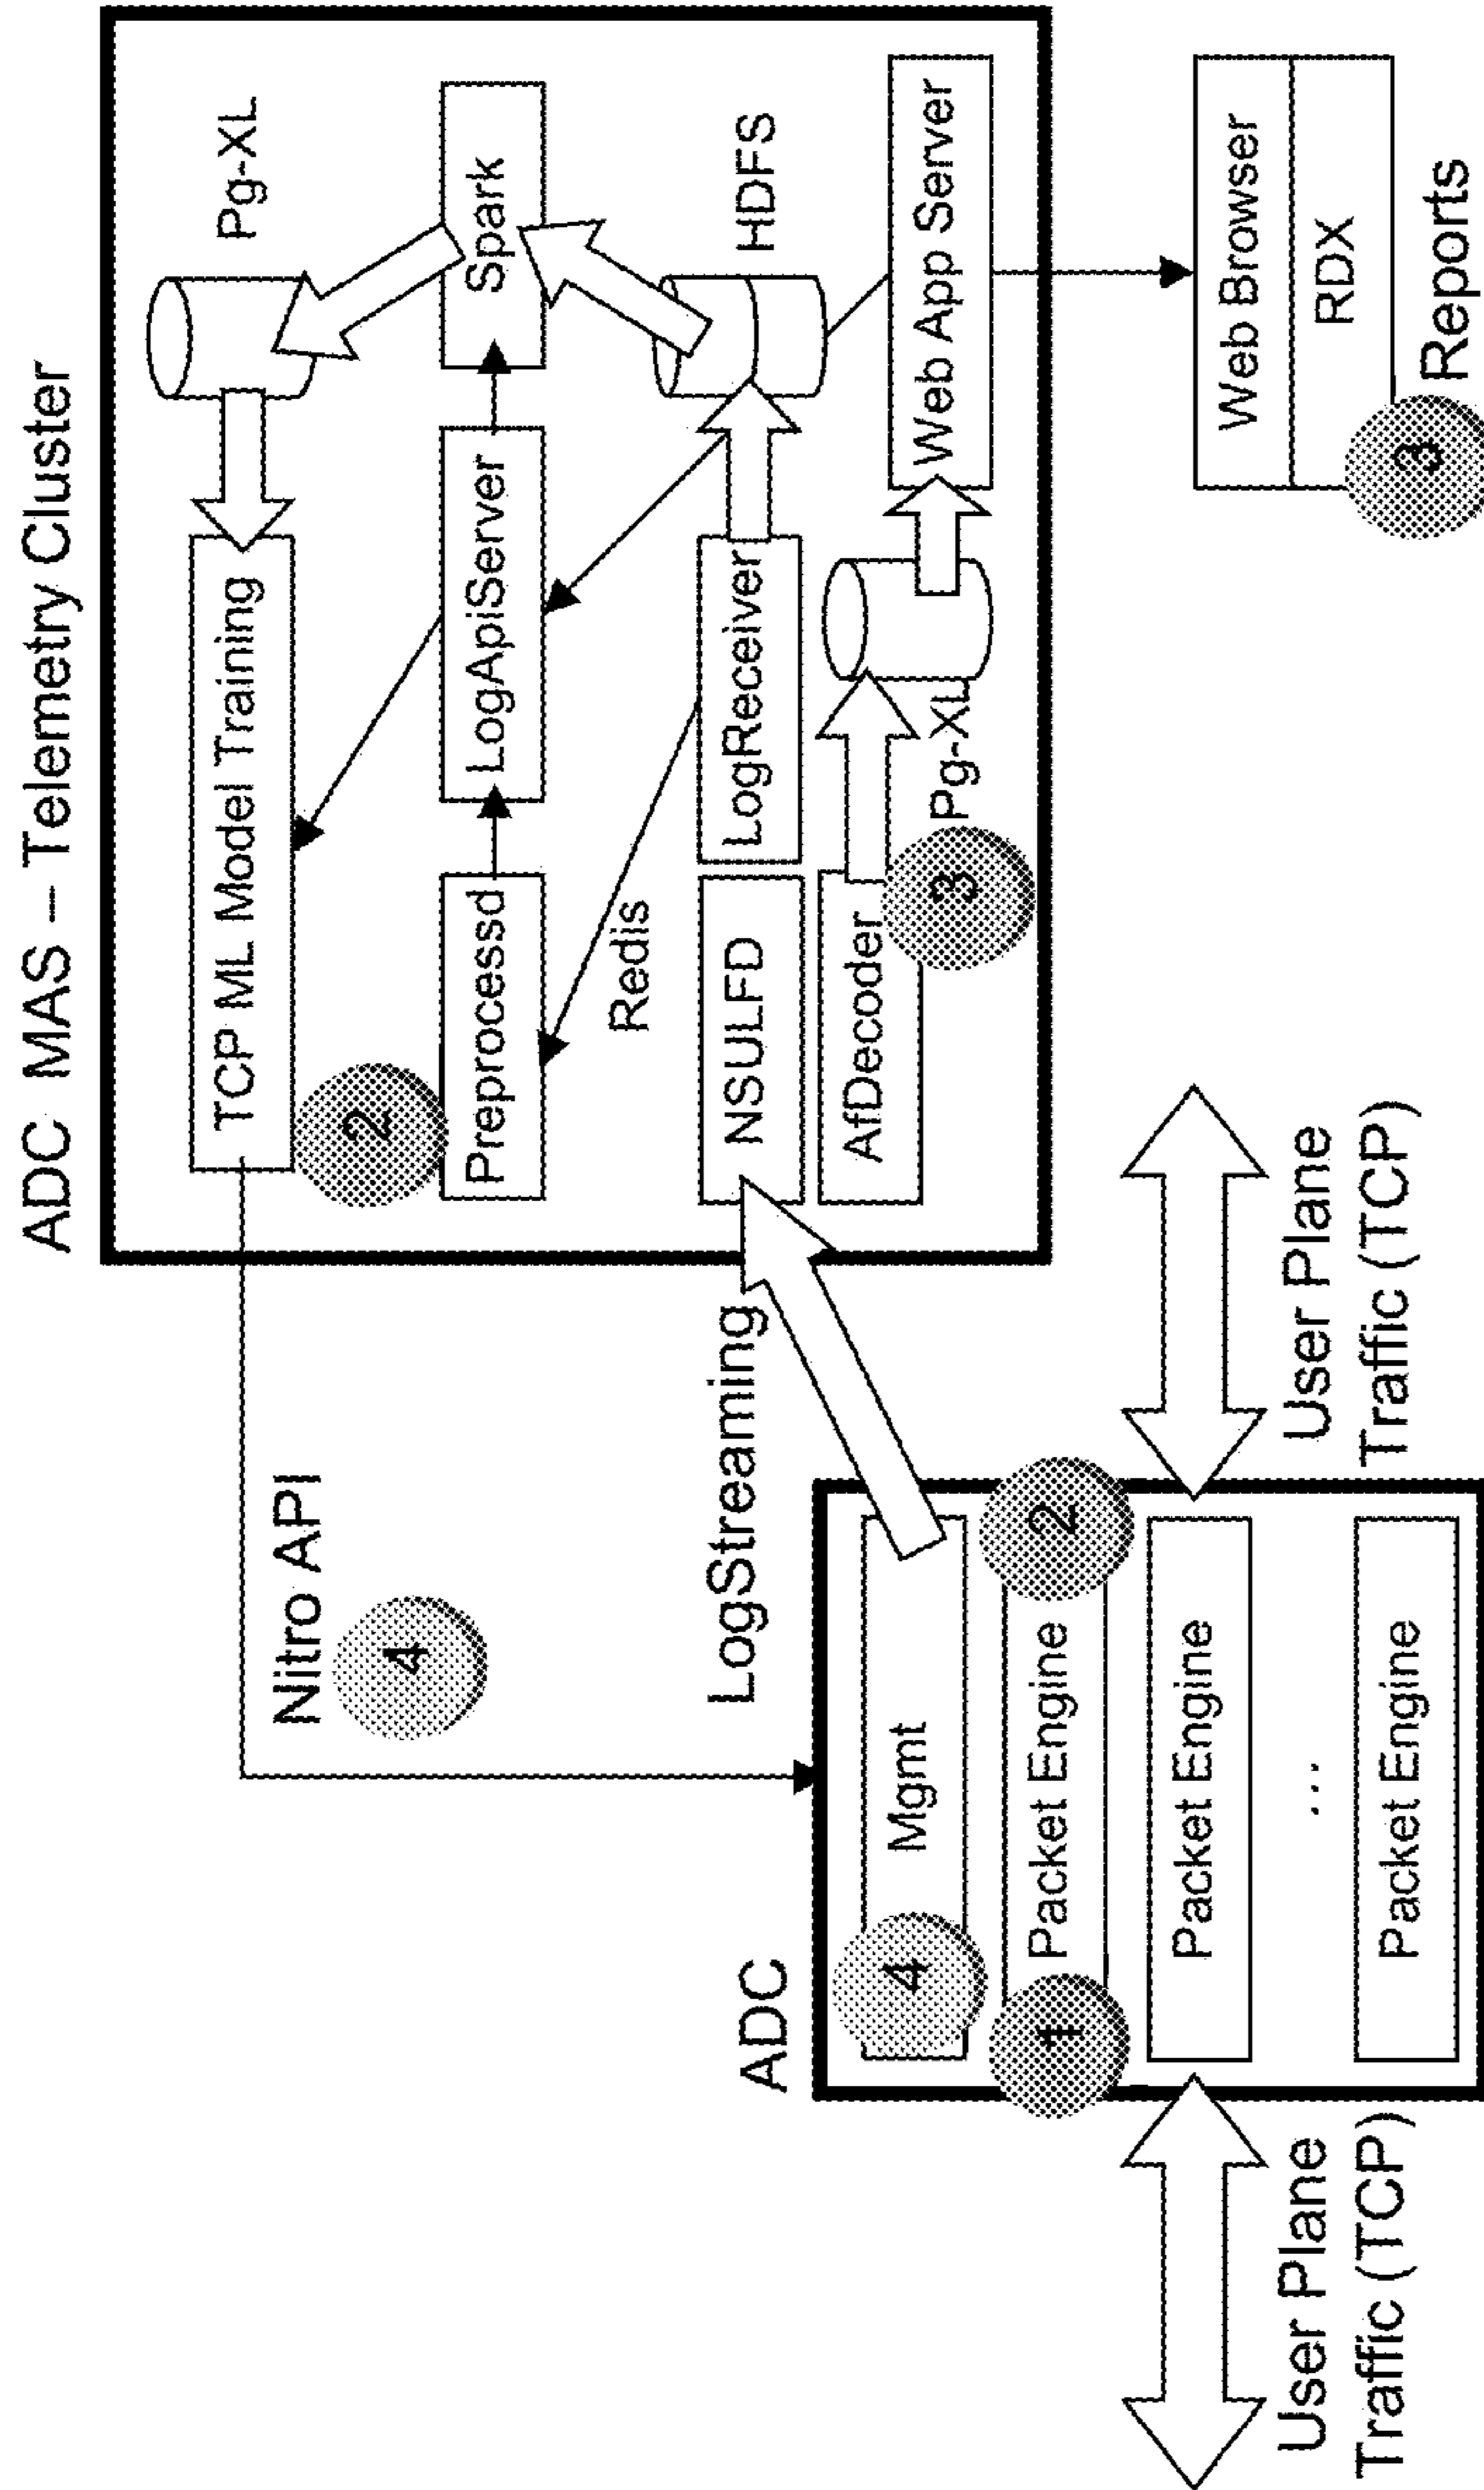 ADC MAS – Telemetry Cluster
Nitro API
4
TCP ML Model Training
Pg-XL
2
Preprocessd
LogApiServer
Spark
Redis
LogStreaming
NSULFD
LogReceiver
HDFS
AfDecoder
3
Pg-XL
Web App Server
ADC
4
Mgmt
1
Packet Engine
2
Packet Engine
...
Packet Engine
User Plane
Traffic (TCP)
User Plane
Traffic (TCP)
Web Browser
RDX
3
Reports